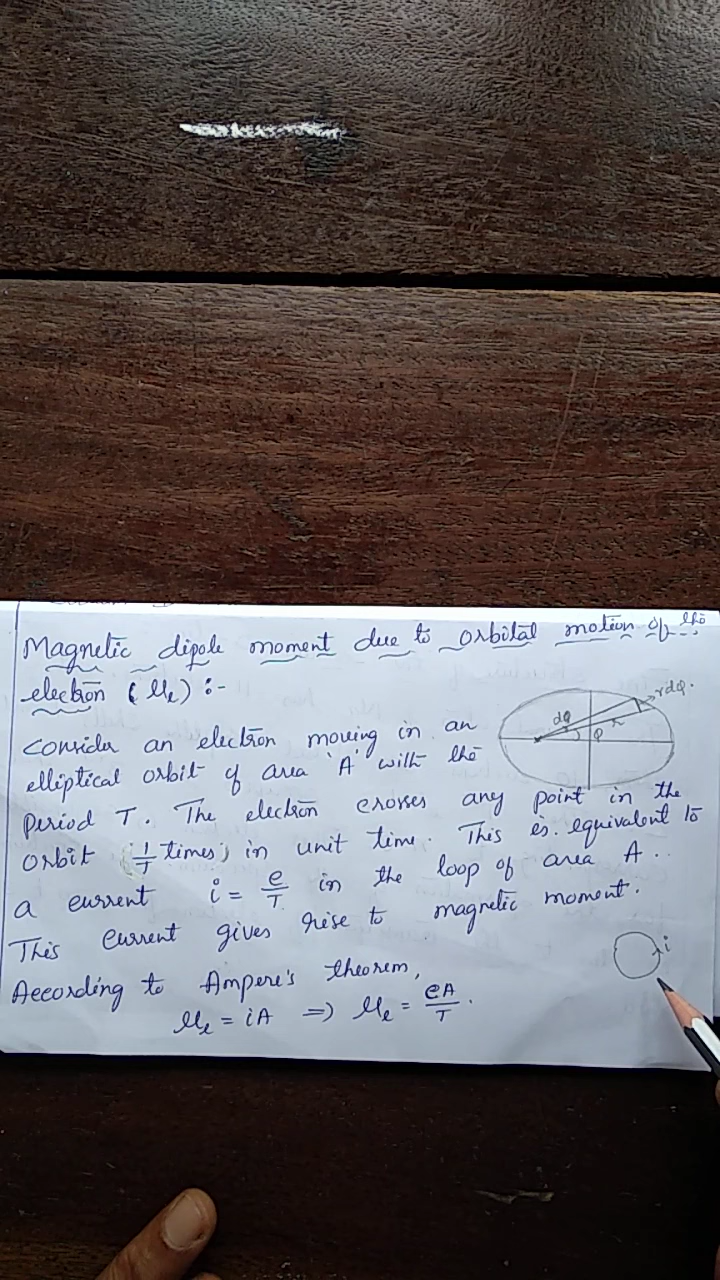 Magnetic dipole moment due to orbital motion of the
electron (μₑ) :-
rdφ.
dφ
r
φ
Consider an electron moving in an
elliptical orbit of area 'A' with the
period T. The electron crosses any point in the
orbit (1/T times) in unit time. This is equivalent to
a current i = e/T in the loop of area A.
This current gives rise to magnetic moment.
i
According to Ampere's theorem,
μₑ = iA ⇒ μₑ = eA/T.